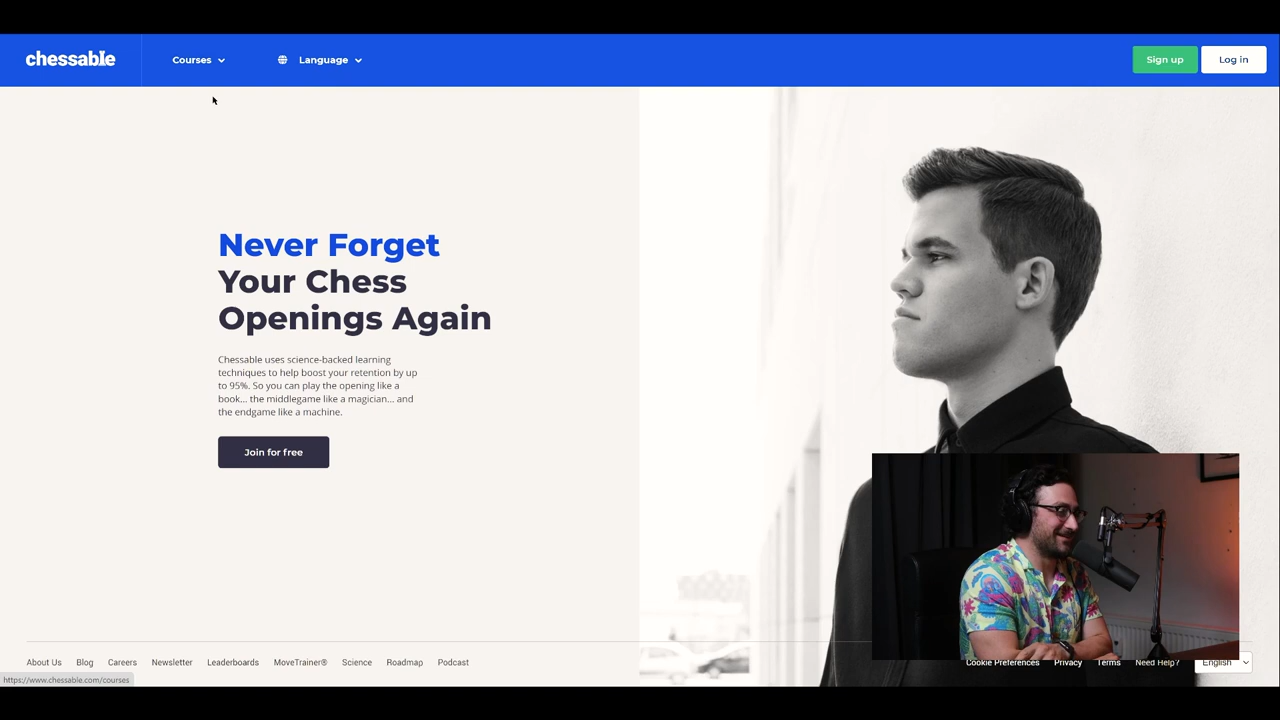 chessable
Courses
Language
Sign up
Log in
Never Forget
Your Chess
Openings Again
Chessable uses science-backed learning
techniques to help boost your retention by up
to 95%. So you can play the opening like a
book... the middlegame like a magician... and
the endgame like a machine.
Join for free
About Us Blog Careers Newsletter Leaderboards MoveTrainer® Science Roadmap Podcast
Cookie Preferences Privacy Terms Need Help? English
https://www.chessable.com/courses